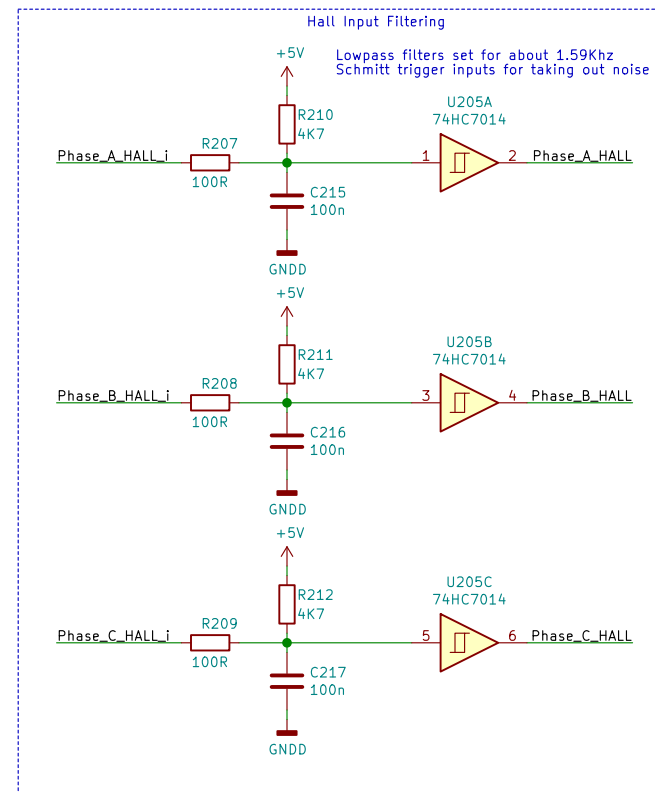 Hall Input Filtering
Lowpass filters set for about 1.59Khz
Schmitt trigger inputs for taking out noise
+5V
R210
4K7
U205A
74HC7014
Phase_A_HALL_i
R207
100R
1
2
Phase_A_HALL
C215
100n
GNDD
+5V
R211
4K7
U205B
74HC7014
Phase_B_HALL_i
R208
100R
3
4
Phase_B_HALL
C216
100n
GNDD
+5V
R212
4K7
U205C
74HC7014
Phase_C_HALL_i
R209
100R
5
6
Phase_C_HALL
C217
100n
GNDD